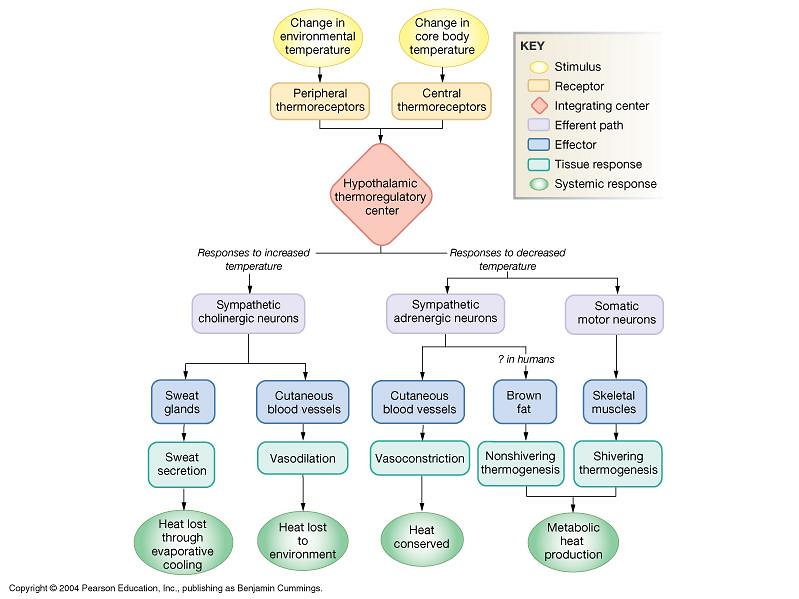 Change in
environmental
temperature
Change in
core body
temperature
KEY
Stimulus
Receptor
Integrating center
Efferent path
Effector
Tissue response
Systemic response
Peripheral
thermoreceptors
Central
thermoreceptors
Hypothalamic
thermoregulatory
center
Responses to increased
temperature
Responses to decreased
temperature
Sympathetic
cholinergic neurons
Sympathetic
adrenergic neurons
Somatic
motor neurons
? in humans
Sweat
glands
Cutaneous
blood vessels
Cutaneous
blood vessels
Brown
fat
Skeletal
muscles
Sweat
secretion
Vasodilation
Vasoconstriction
Nonshivering
thermogenesis
Shivering
thermogenesis
Heat lost
through
evaporative
cooling
Heat lost
to
environment
Heat
conserved
Metabolic
heat
production
Copyright © 2004 Pearson Education, Inc., publishing as Benjamin Cummings.